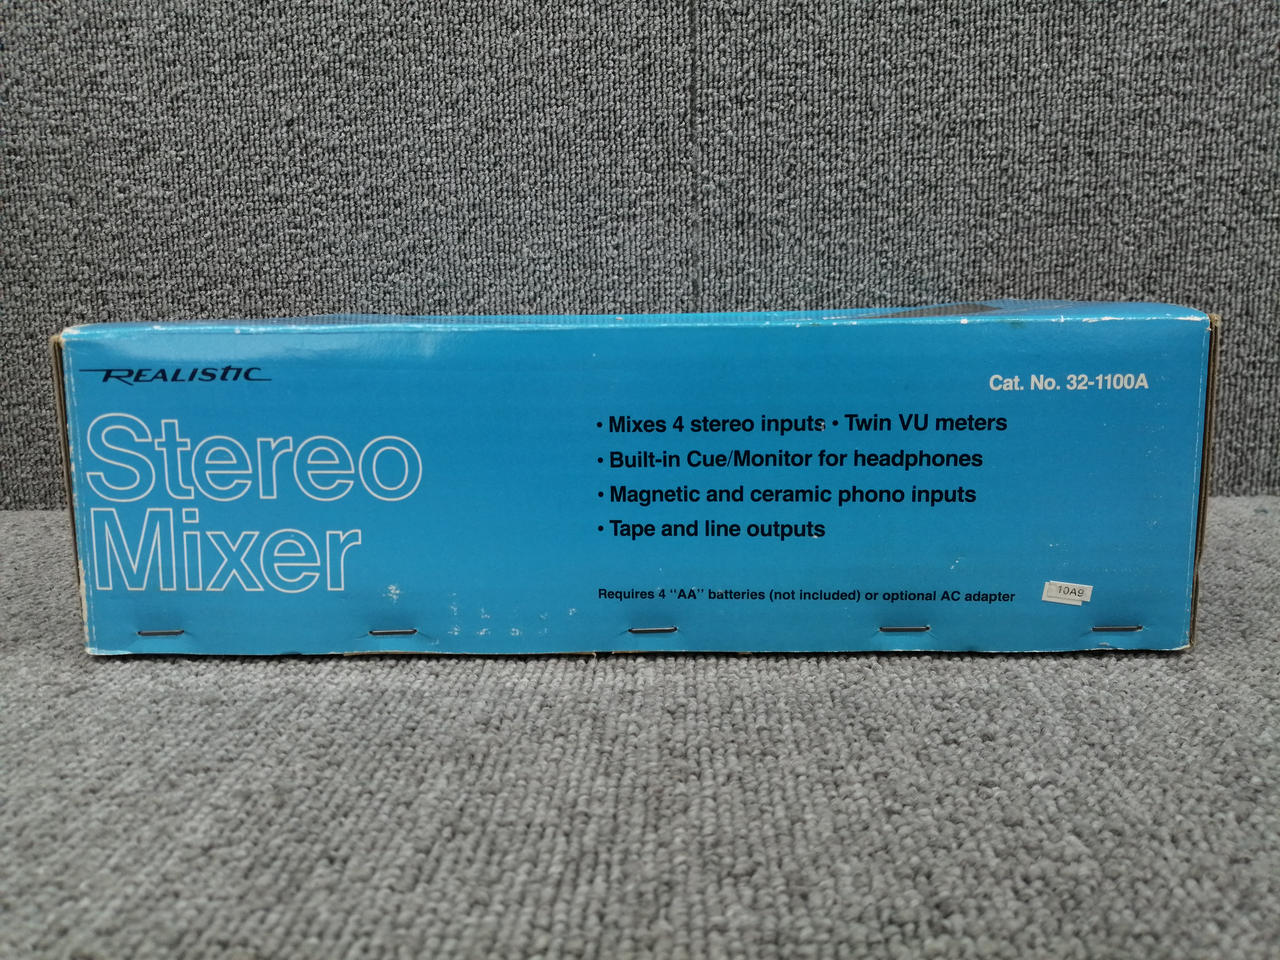 REALISTIC
Cat. No. 32-1100A
Stereo
Mixer
• Mixes 4 stereo inputs • Twin VU meters
• Built-in Cue/Monitor for headphones
• Magnetic and ceramic phono inputs
• Tape and line outputs
Requires 4 "AA" batteries (not included) or optional AC adapter
10A9